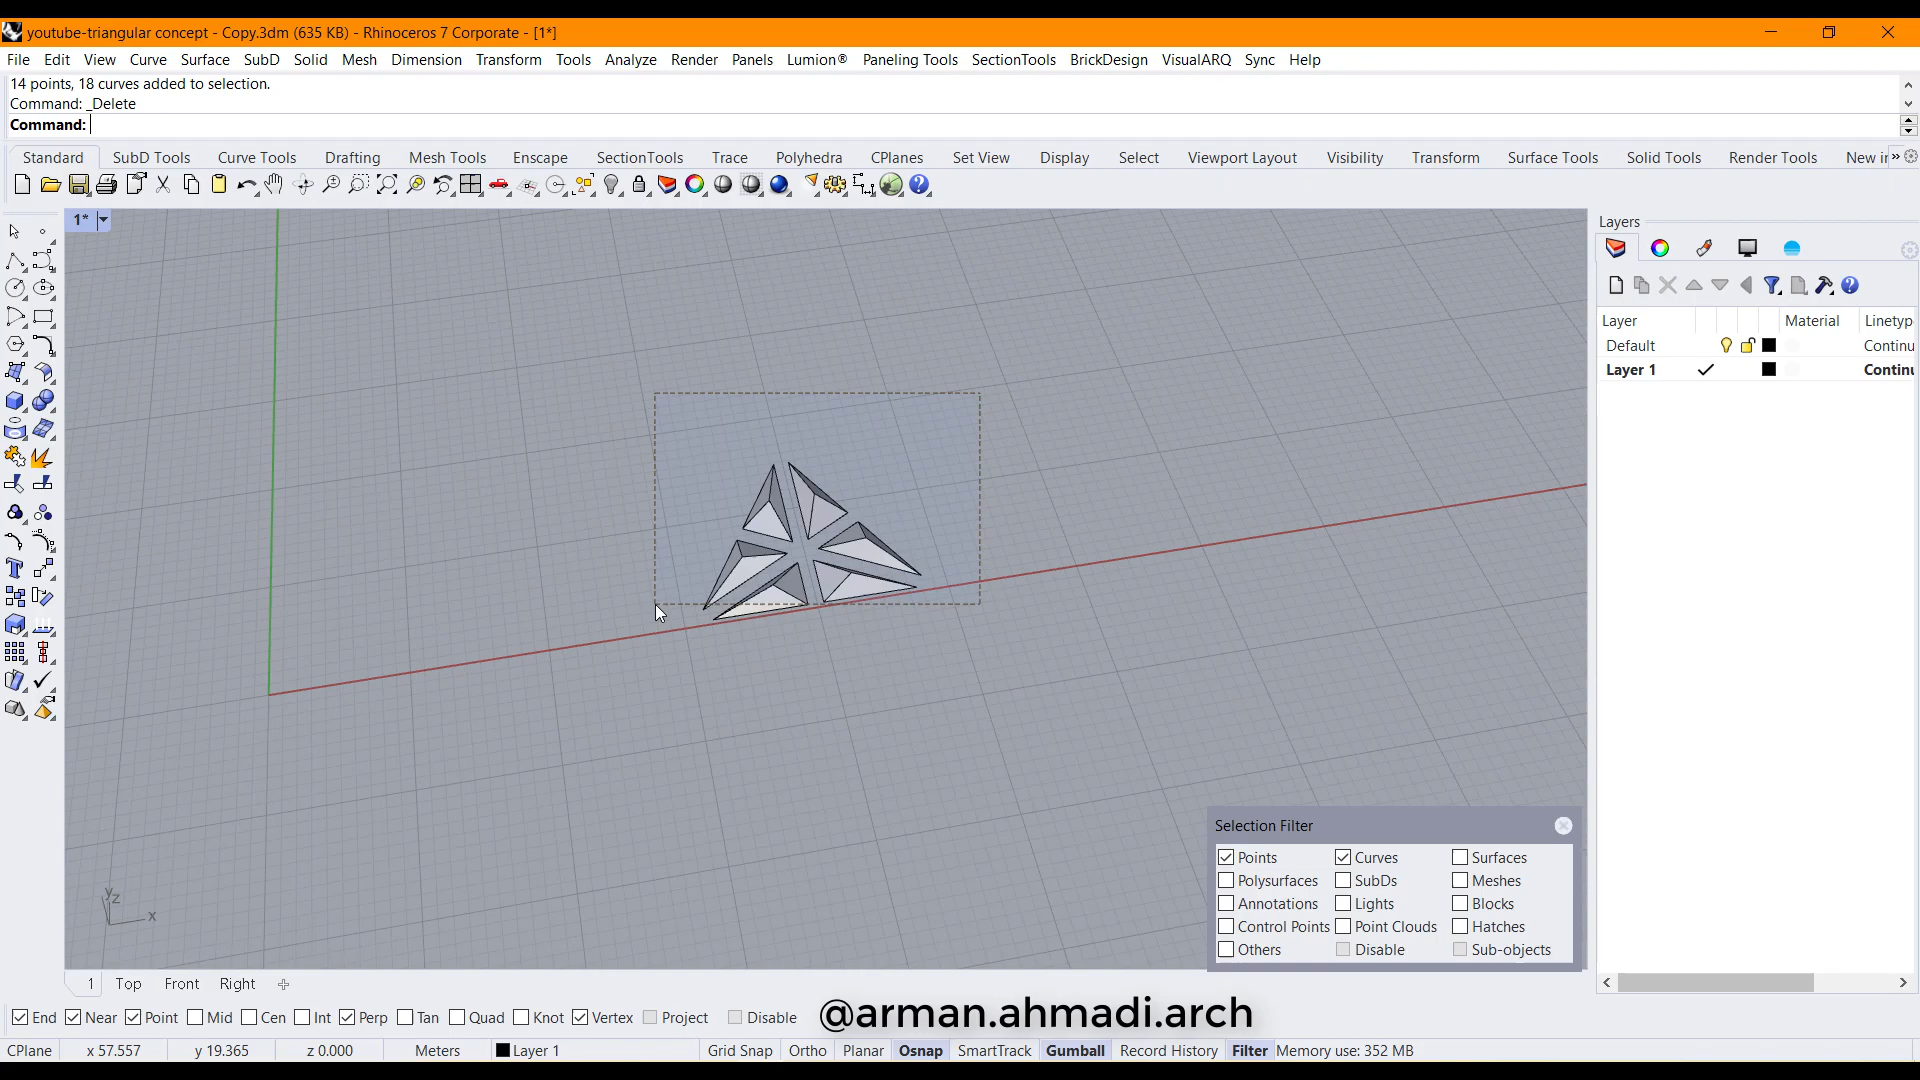 youtube-triangular concept - Copy.3dm (635 KB) - Rhinoceros 7 Corporate - [1*]
File Edit View Curve Surface SubD Solid Mesh Dimension Transform Tools Analyze Render Panels Lumion® Paneling Tools SectionTools BrickDesign VisualARQ Sync Help
14 points, 18 curves added to selection.
Command: _Delete
Command:
Standard SubD Tools Curve Tools Drafting Mesh Tools Enscape SectionTools Trace Polyhedra CPlanes Set View Display Select Viewport Layout Visibility Transform Surface Tools Solid Tools Render Tools New in »
1*
Layers
Layer Material Linetyp
Default Continu
Layer 1 Continu
Selection Filter
Points Curves Surfaces
Polysurfaces SubDs Meshes
Annotations Lights Blocks
Control Points Point Clouds Hatches
Others Disable Sub-objects
y z x
1 Top Front Right
End Near Point Mid Cen Int Perp Tan Quad Knot Vertex Project Disable
@arman.ahmadi.arch
CPlane x 57.557 y 19.365 z 0.000 Meters Layer 1 Grid Snap Ortho Planar Osnap SmartTrack Gumball Record History Filter Memory use: 352 MB